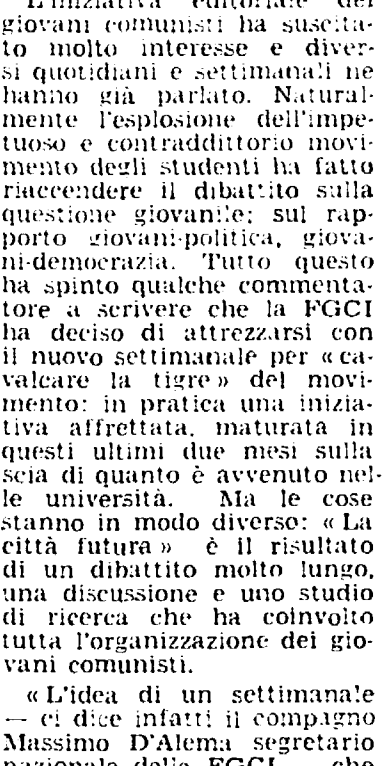 L'iniziativa editoriale dei
giovani comunisti ha suscita-
to molto interesse e diver-
si quotidiani e settimanali ne
hanno già parlato. Natural-
mente l'esplosione dell'impe-
tuoso e contraddittorio movi-
mento degli studenti ha fatto
riaccendere il dibattito sulla
questione giovanile; sul rap-
porto giovani-politica, giova-
ni-democrazia. Tutto questo
ha spinto qualche commenta-
tore a scrivere che la FGCI
ha deciso di attrezzarsi con
il nuovo settimanale per «ca-
valcare la tigre» del movi-
mento: in pratica una inizia-
tiva affrettata, maturata in
questi ultimi due mesi sulla
scia di quanto è avvenuto nel-
le università. Ma le cose
stanno in modo diverso: «La
città futura» è il risultato
di un dibattito molto lungo,
una discussione e uno studio
di ricerca che ha coinvolto
tutta l'organizzazione dei gio-
vani comunisti.
«L'idea di un settimanale
— ci dice infatti il compagno
Massimo D'Alema segretario
nazionale della FGCI — che